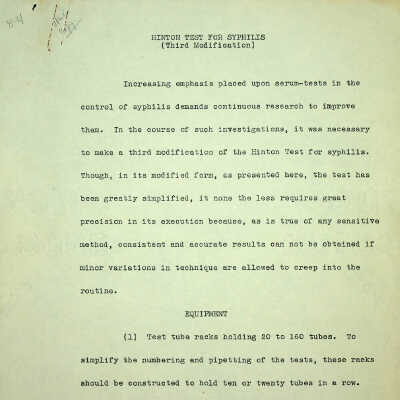 HINTON TEST FOR SYPHILIS
(Third Modification)
Increasing emphasis placed upon serum-tests in the
control of syphilis demands continuous research to improve
them. In the course of such investigations, it was necessary
to make a third modification of the Hinton Test for syphilis.
Though, in its modified form, as presented here, the test has
been greatly simplified, it none the less requires great
precision in its execution because, as is true of any sensitive
method, consistent and accurate results can not be obtained if
minor variations in technique are allowed to creep into the
routine.
EQUIPMENT
(1) Test tube racks holding 20 to 160 tubes. To
simplify the numbering and pipetting of the tests, these racks
should be constructed to hold ten or twenty tubes in a row.